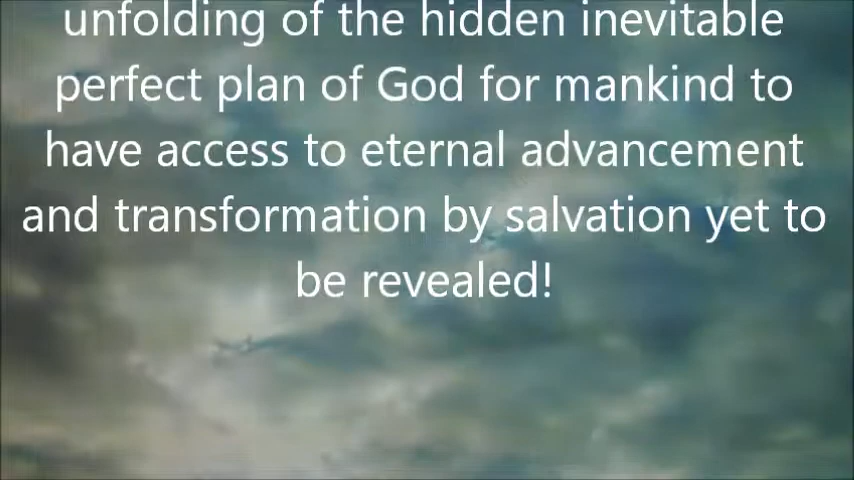 unfolding of the hidden inevitable
perfect plan of God for mankind to
have access to eternal advancement
and transformation by salvation yet to
be revealed!